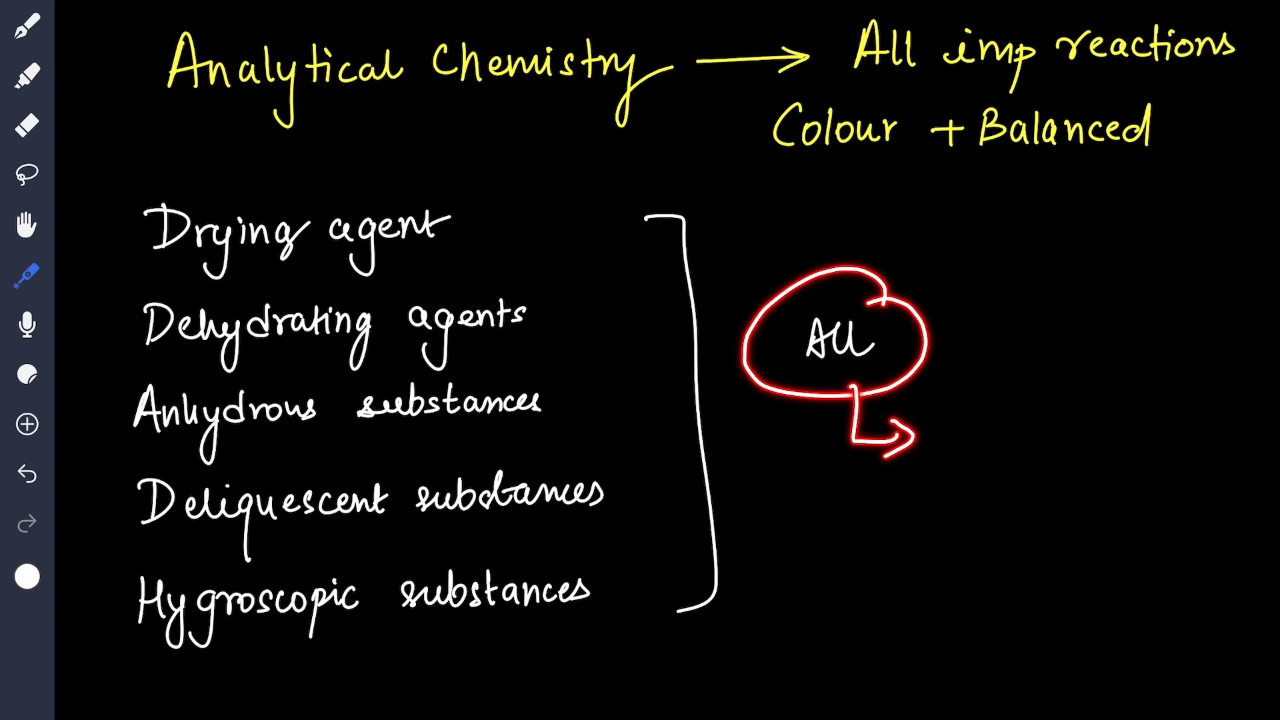 Analytical Chemistry → All imp reactions
Colour + Balanced
Drying agent
Dehydrating agents
Anhydrous substances
All
Deliquescent substances
Hygroscopic substances